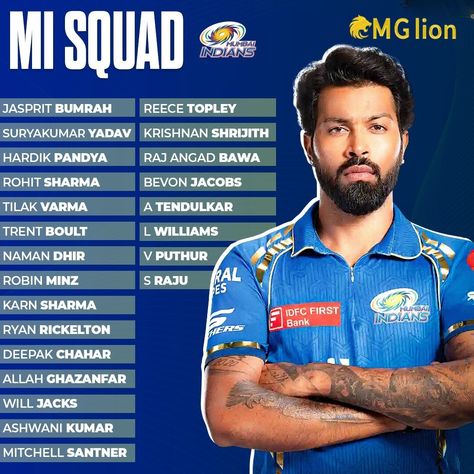 MI SQUAD
MUMBAI
INDIANS
MG lion
JASPRIT BUMRAH
SURYAKUMAR YADAV
HARDIK PANDYA
ROHIT SHARMA
TILAK VARMA
TRENT BOULT
NAMAN DHIR
ROBIN MINZ
KARN SHARMA
RYAN RICKELTON
DEEPAK CHAHAR
ALLAH GHAZANFAR
WILL JACKS
ASHWANI KUMAR
MITCHELL SANTNER
REECE TOPLEY
KRISHNAN SHRIJITH
RAJ ANGAD BAWA
BEVON JACOBS
A TENDULKAR
L WILLIAMS
V PUTHUR
S RAJU
IDFC FIRST
Bank
MUMBAI
INDIANS